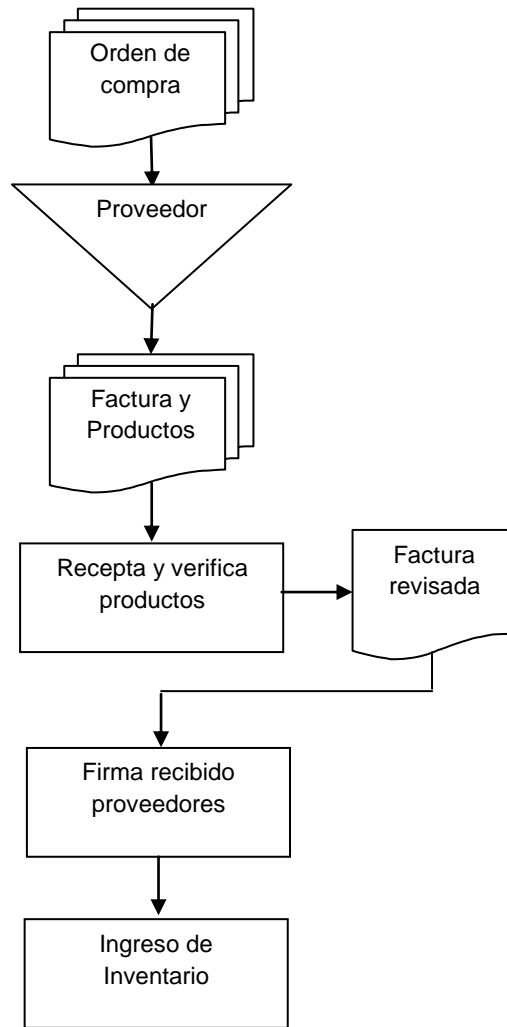 Orden de
compra
Proveedor
Factura y
Productos
Recepta y verifica
productos
Factura
revisada
Firma recibido
proveedores
Ingreso de
Inventario